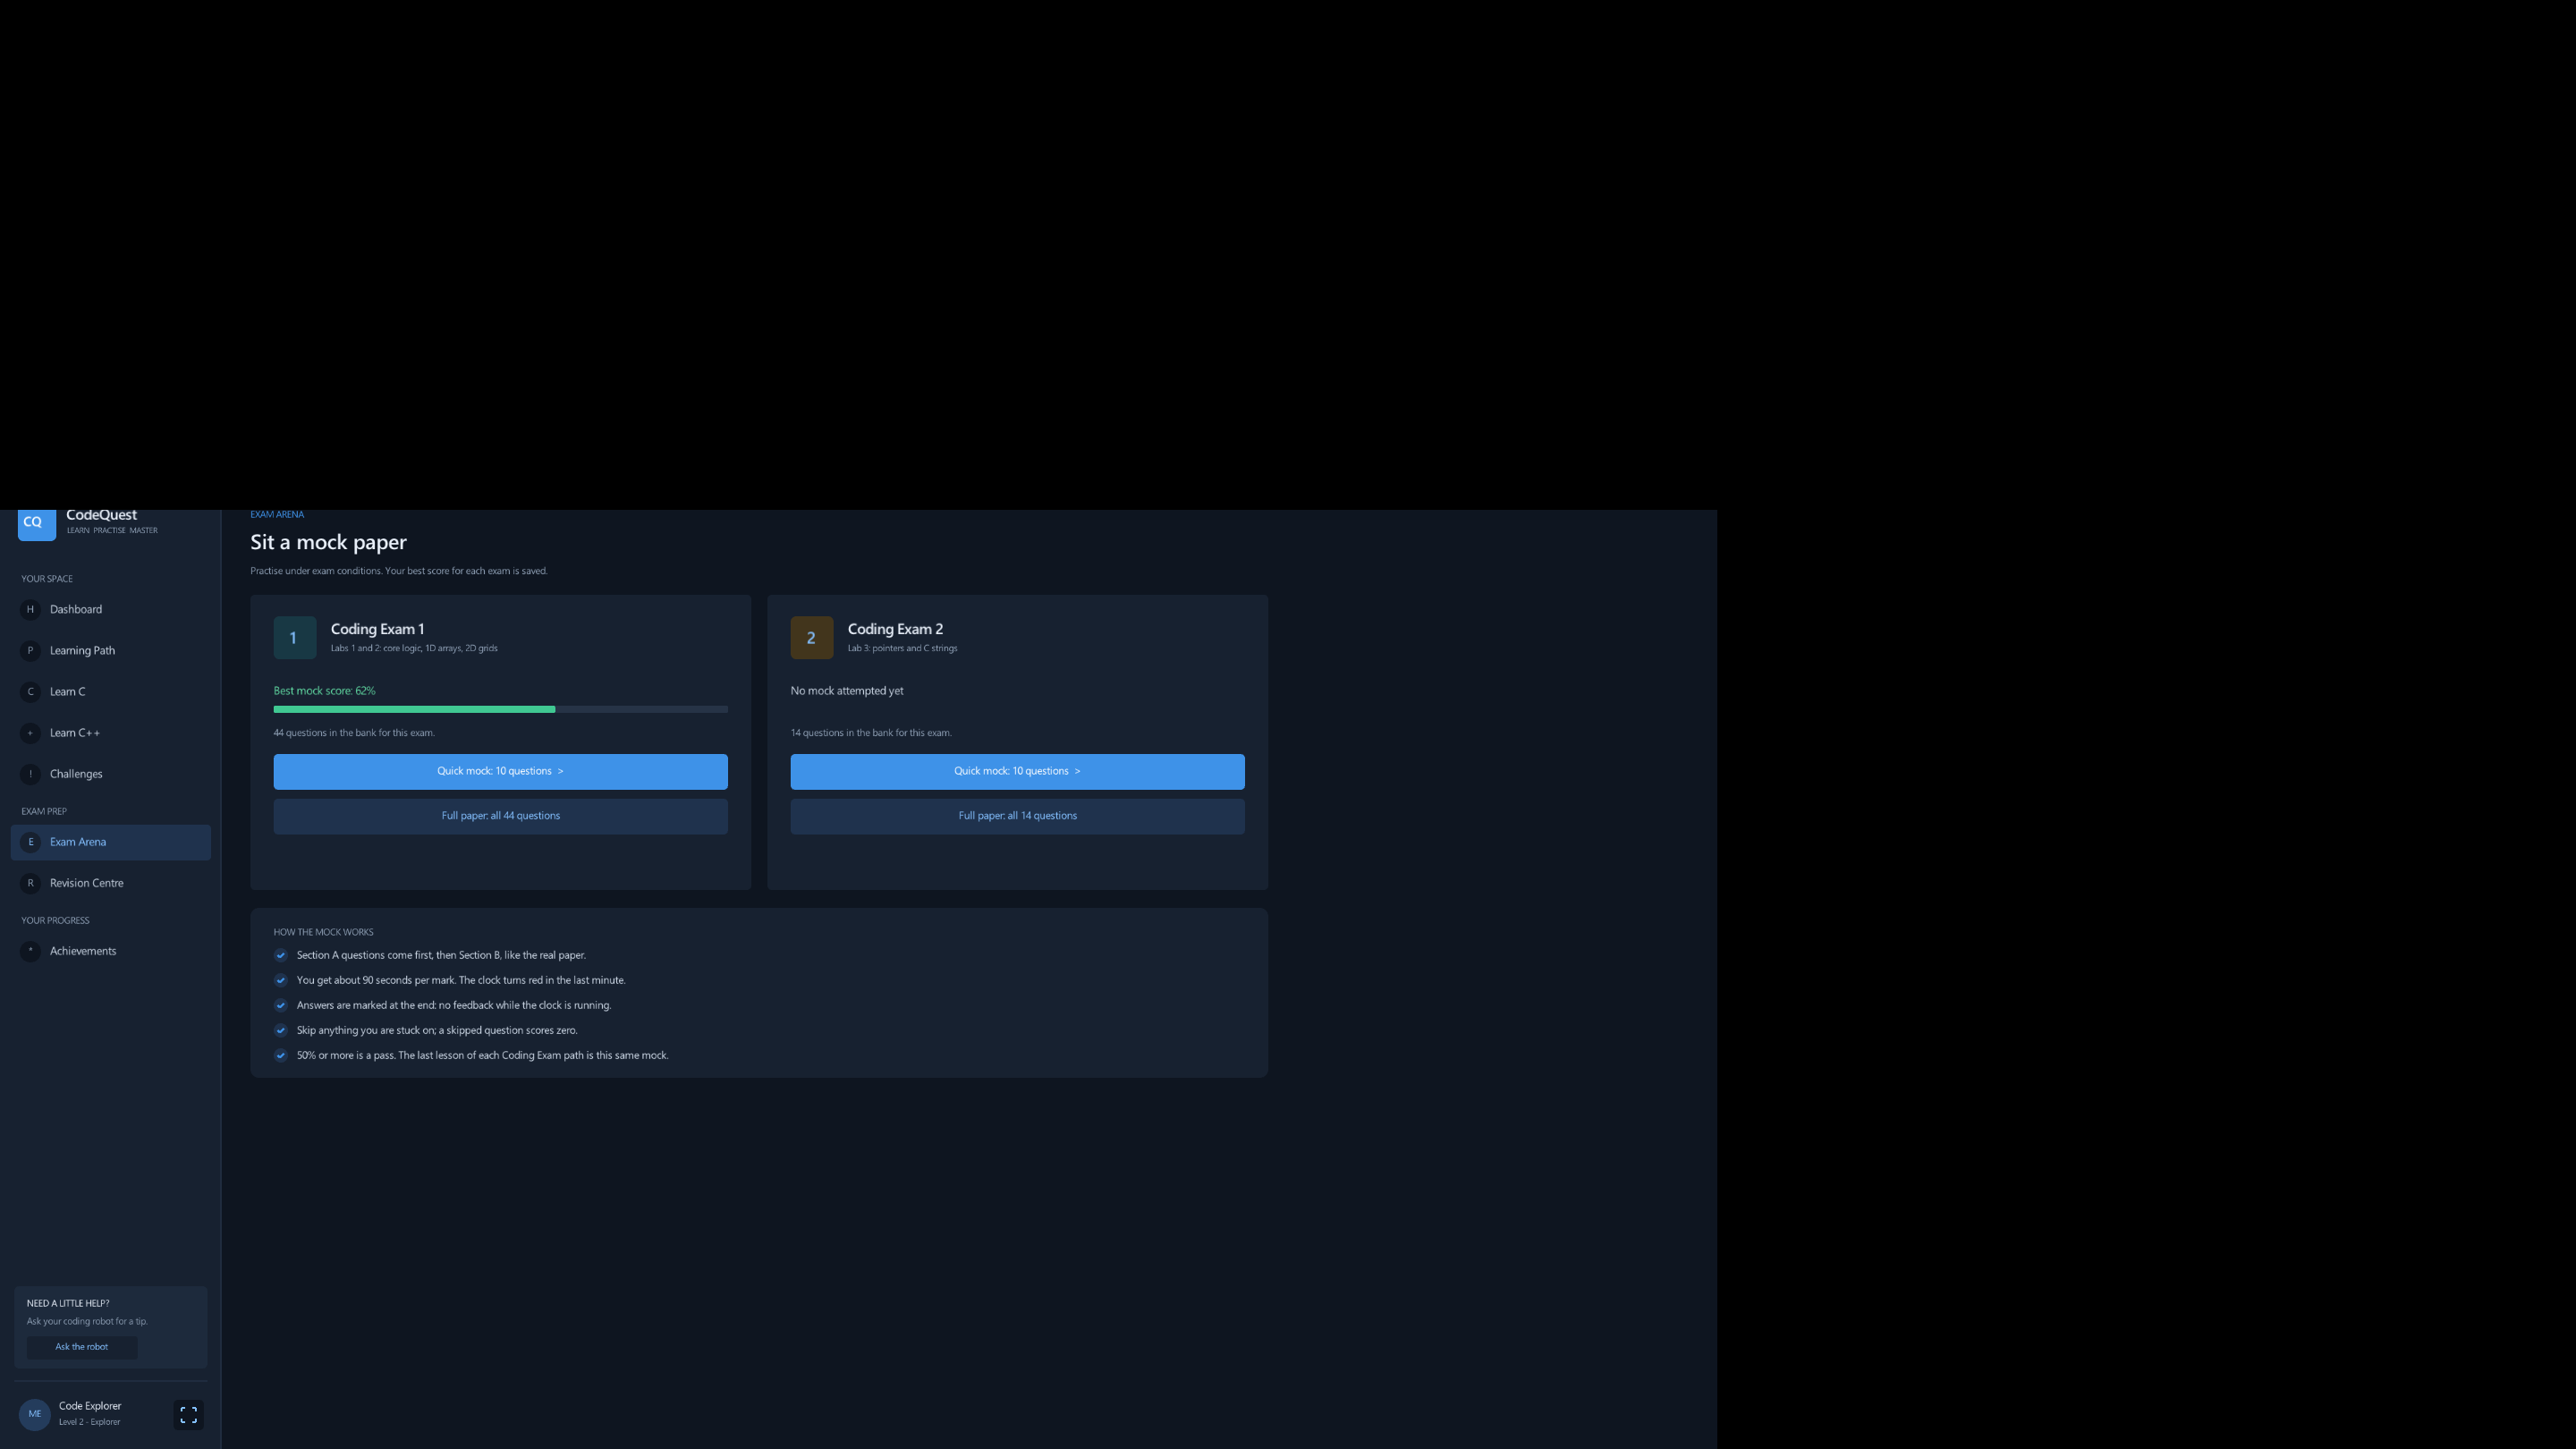 CQ
CodeQuest
LEARN PRACTISE MASTER
YOUR SPACE
H Dashboard
P Learning Path
C Learn C
+ Learn C++
! Challenges
EXAM PREP
E Exam Arena
R Revision Centre
YOUR PROGRESS
* Achievements
NEED A LITTLE HELP?
Ask your coding robot for a tip.
Ask the robot
ME
Code Explorer
Level 2 - Explorer
EXAM ARENA
Sit a mock paper
Practise under exam conditions. Your best score for each exam is saved.
1
Coding Exam 1
Labs 1 and 2: core logic, 1D arrays, 2D grids
Best mock score: 62%
44 questions in the bank for this exam.
Quick mock: 10 questions >
Full paper: all 44 questions
2
Coding Exam 2
Lab 3: pointers and C strings
No mock attempted yet
14 questions in the bank for this exam.
Quick mock: 10 questions >
Full paper: all 14 questions
HOW THE MOCK WORKS
Section A questions come first, then Section B, like the real paper.
You get about 90 seconds per mark. The clock turns red in the last minute.
Answers are marked at the end: no feedback while the clock is running.
Skip anything you are stuck on; a skipped question scores zero.
50% or more is a pass. The last lesson of each Coding Exam path is this same mock.